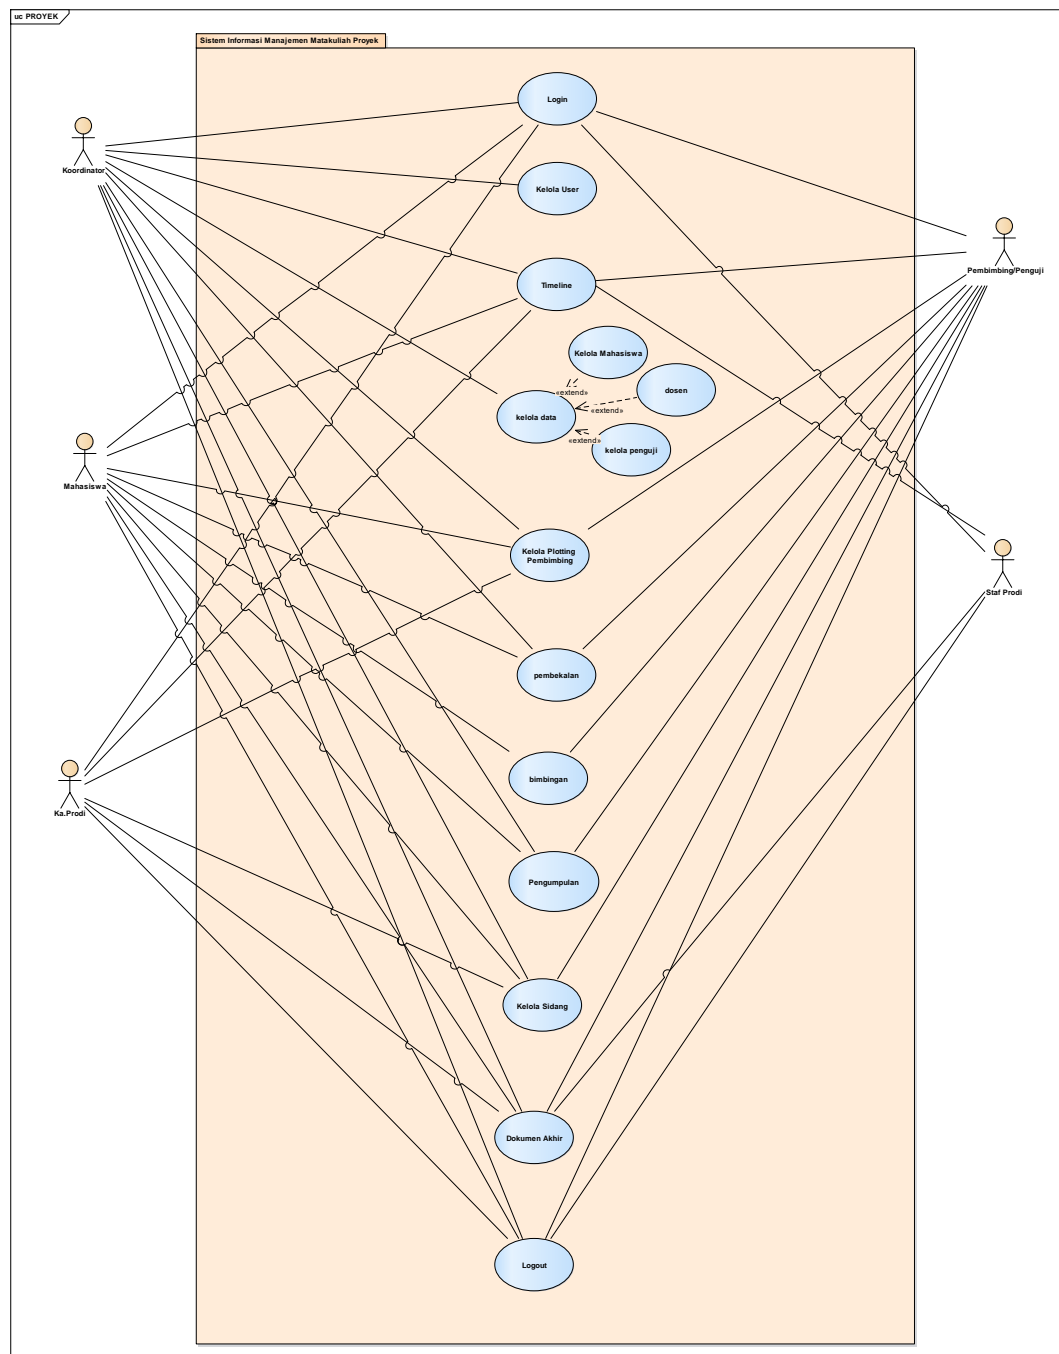 uc PROYEK
Sistem Informasi Manajemen Matakuliah Proyek
Login
Koordinator
Kelola User
Pembimbing/Penguji
Timeline
Kelola Mahasiswa
«extend»
dosen
«extend»
kelola data
«extend»
kelola penguji
Mahasiswa
Kelola Plotting
Pembimbing
Staf Prodi
pembekalan
bimbingan
Ka.Prodi
Pengumpulan
Kelola Sidang
Dokumen Akhir
Logout